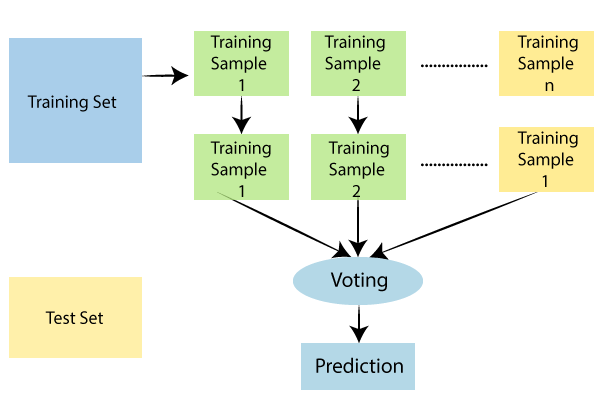 Training Set
Training
Sample
1
Training
Sample
2
Training
Sample
n
Training
Sample
1
Training
Sample
2
Training
Sample
1
Voting
Test Set
Prediction